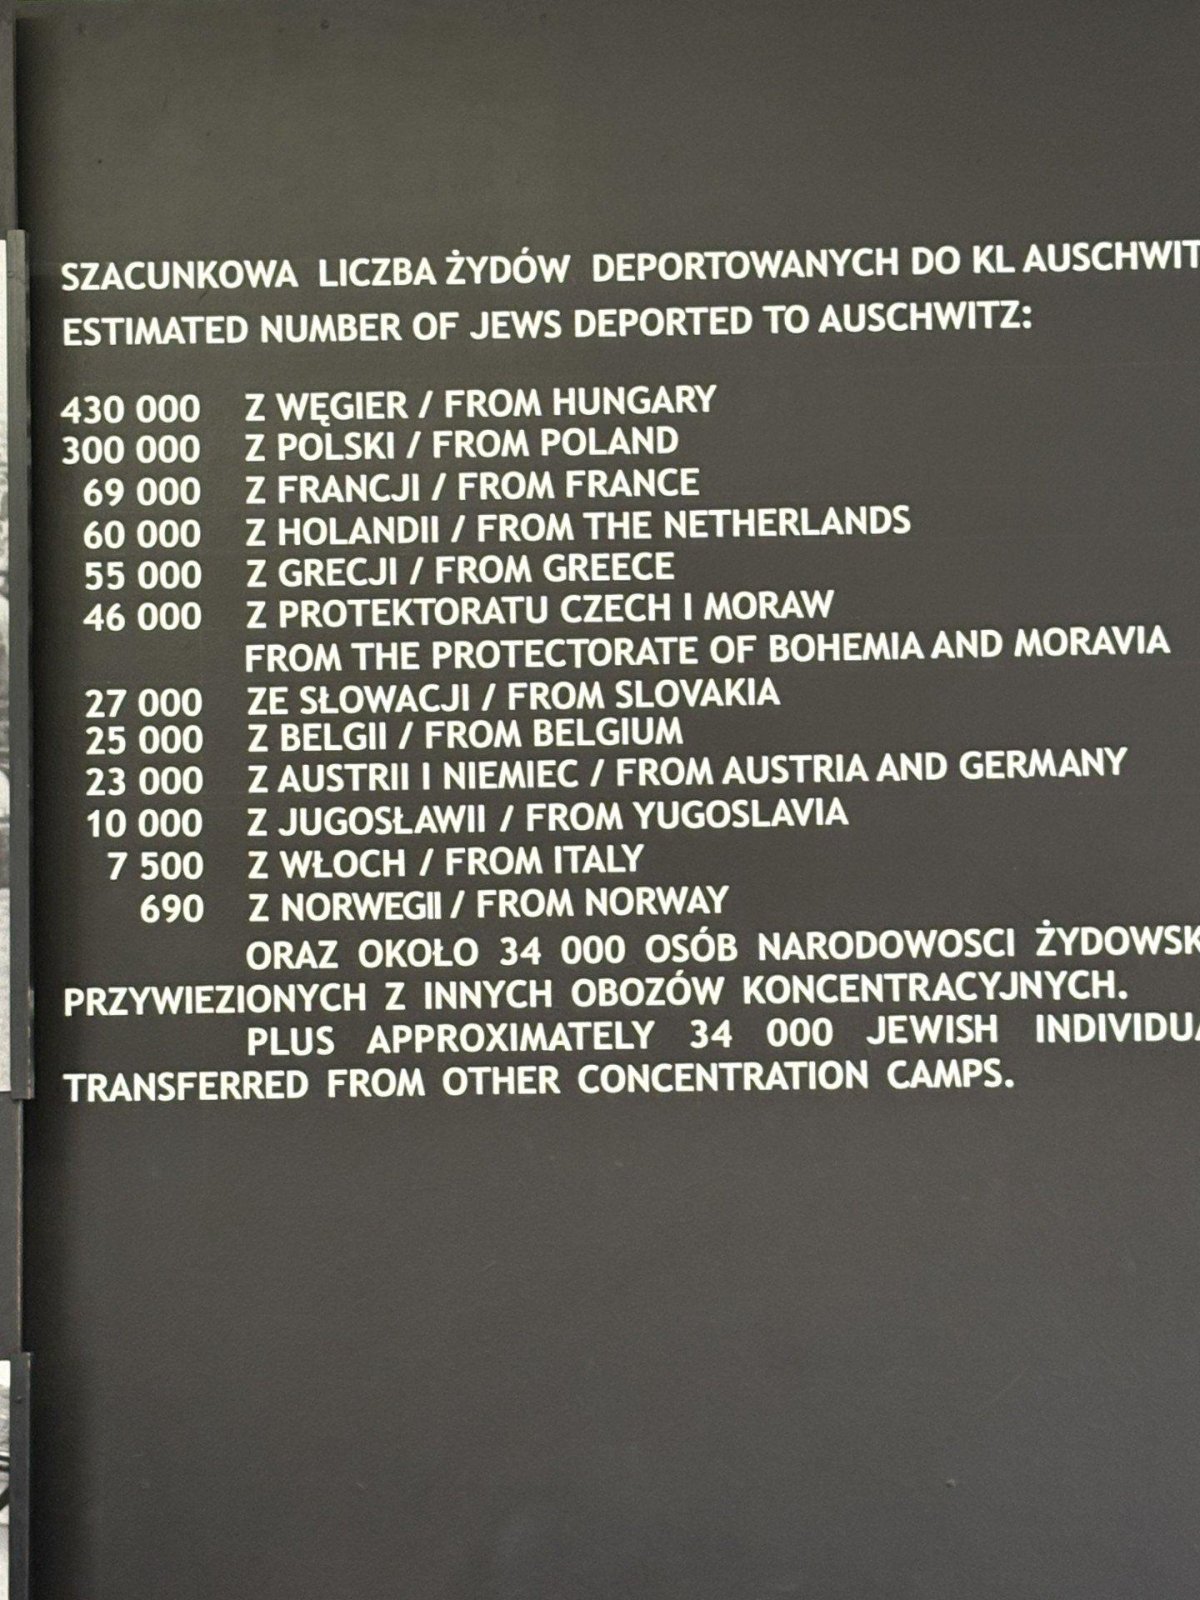 SZACUNKOWA LICZBA ŻYDÓW DEPORTOWANYCH DO KL
ESTIMATED NUMBER OF JEWS DEPORTED TO AUSCHWITZ:
430 000 Z WĘGIER / FROM HUNGARY
300 000 Z POLSKI / FROM POLAND
69 000 Z FRANCJI / FROM FRANCE
60 000 Z HOLANDII / FROM THE NETHERLANDS
55 000 Z GRECJI / FROM GREECE
46 000 Z PROTEKTORATU CZECH I MORAW
FROM THE PROTECTORATE OF BOHEMIA AND MORAVIA
27 000 ZE SŁOWACJI / FROM SLOVAKIA
25 000 Z BELGII / FROM BELGIUM
23 000 Z AUSTRII I NIEMIEC / FROM AUSTRIA AND GERMANY
10 000 Z JUGOSŁAWII / FROM YUGOSLAVIA
7 500 Z WŁOCH / FROM ITALY
690 Z NORWEGII / FROM NORWAY
ORAZ OKOŁO 34 000 OSÓB NARODOWOSCI
PRZYWIEZIONYCH Z INNYCH OBOZÓW KONCENTRACYJNYCH.
PLUS APPROXIMATELY 34 000 JEWISH
TRANSFERRED FROM OTHER CONCENTRATION CAMPS.